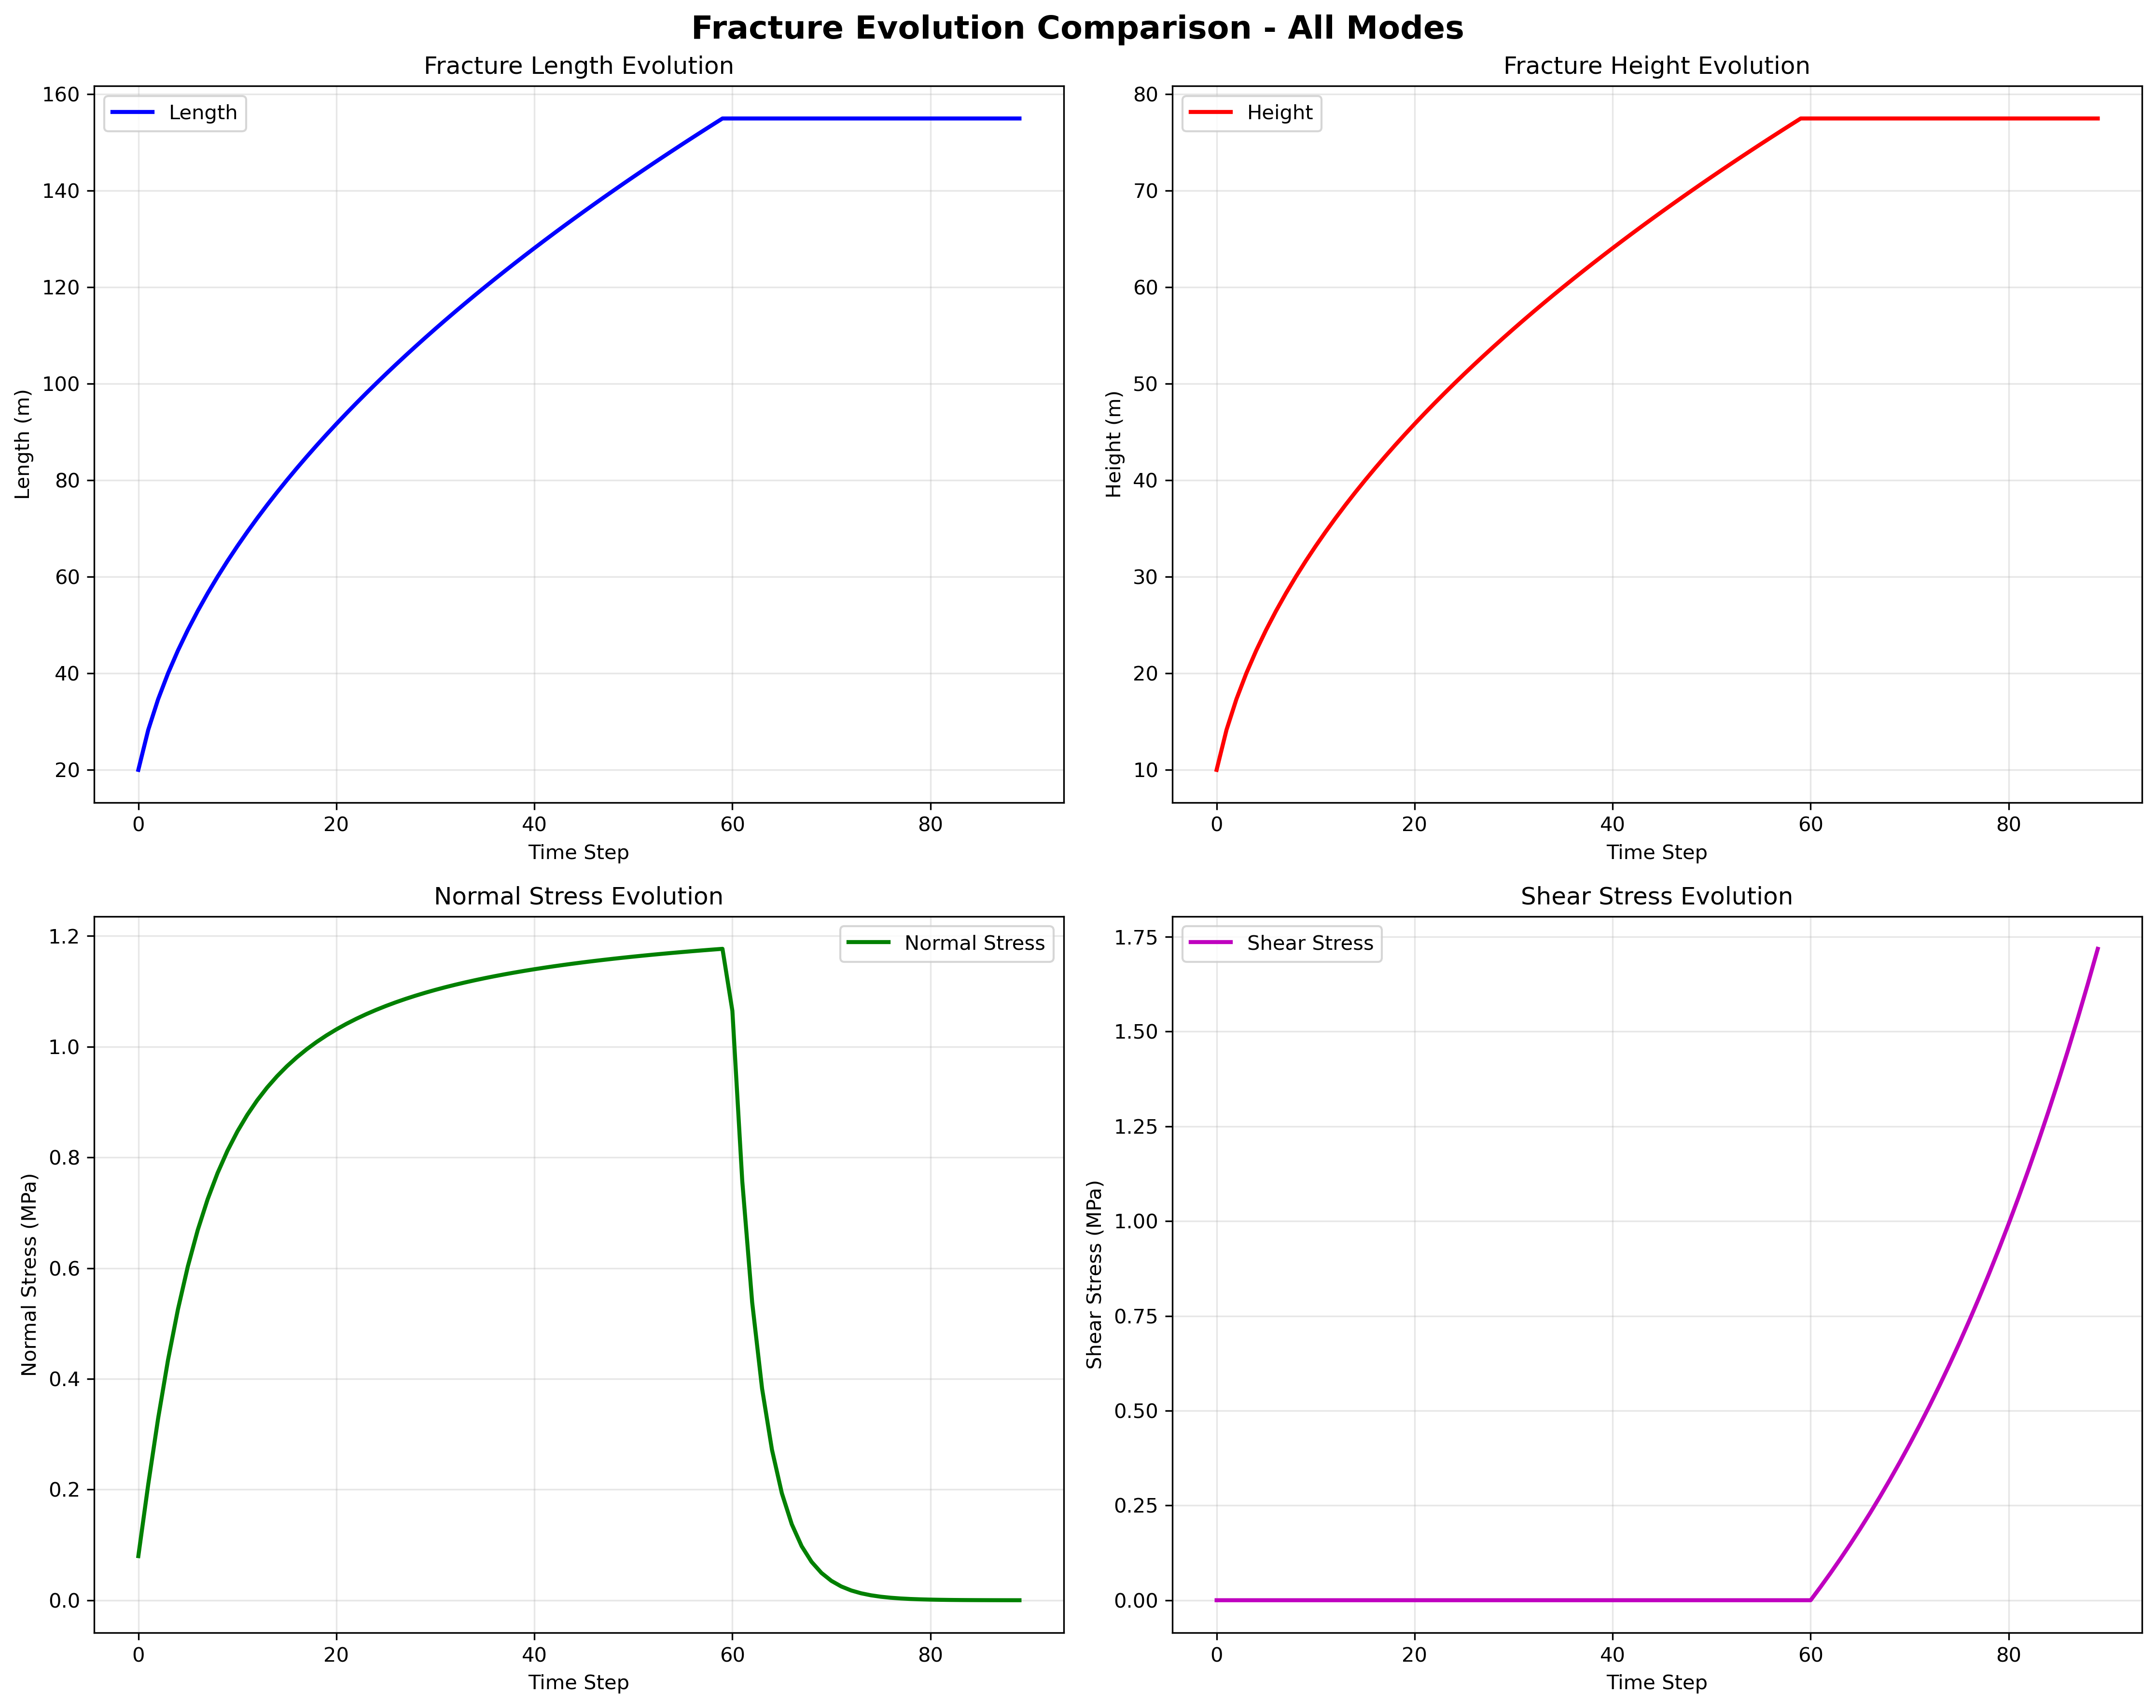 Fracture Evolution Comparison - All Modes
Fracture Length Evolution
Length
Length (m)
160
140
120
100
80
60
40
20
0 20 40 60 80
Time Step
Fracture Height Evolution
Height
Height (m)
80
70
60
50
40
30
20
10
0 20 40 60 80
Time Step
Normal Stress Evolution
Normal Stress
Normal Stress (MPa)
1.2
1.0
0.8
0.6
0.4
0.2
0.0
0 20 40 60 80
Time Step
Shear Stress Evolution
Shear Stress
Shear Stress (MPa)
1.75
1.50
1.25
1.00
0.75
0.50
0.25
0.00
0 20 40 60 80
Time Step